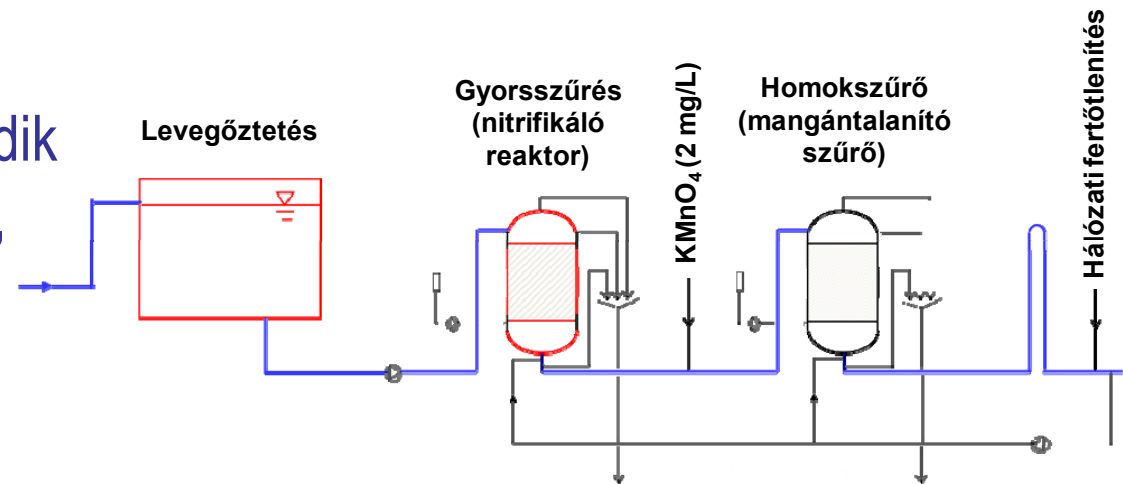 dik
,
Levegőztetés
Gyorsszűrés
(nitrifikáló
reaktor)
KMnO₄ (2 mg/L)
Homokszűrő
(mangántalanító
szűrő)
Hálózati fertőtlenítés